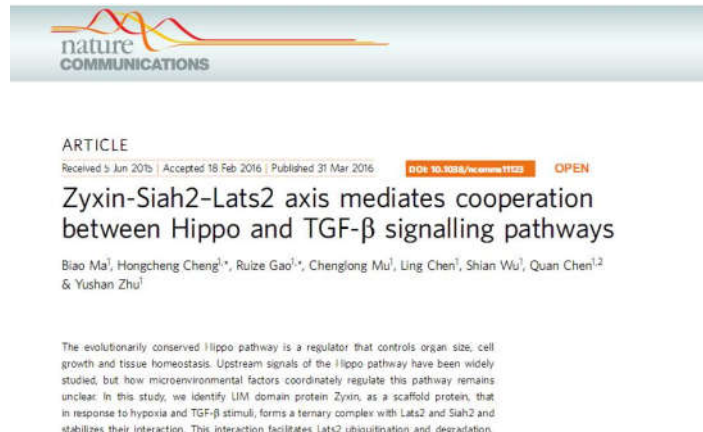 nature
COMMUNICATIONS
ARTICLE
Received 5 Jun 2015 | Accepted 18 Feb 2016 | Published 31 Mar 2016
DOI: 10.1038/ncomms11123
OPEN
Zyxin-Siah2–Lats2 axis mediates cooperation
between Hippo and TGF-β signalling pathways
Biao Ma¹, Hongcheng Cheng¹,*, Ruize Gao¹,*, Chenglong Mu¹, Ling Chen¹, Shian Wu¹, Quan Chen¹,²
& Yushan Zhu¹
The evolutionarily conserved Hippo pathway is a regulator that controls organ size, cell
growth and tissue homeostasis. Upstream signals of the Hippo pathway have been widely
studied, but how microenvironmental factors coordinately regulate this pathway remains
unclear. In this study, we identify LIM domain protein Zyxin, as a scaffold protein, that
in response to hypoxia and TGF-β stimuli, forms a ternary complex with Lats2 and Siah2 and
stabilizes their interaction. This interaction facilitates Lats2 ubiquitination and degradation,